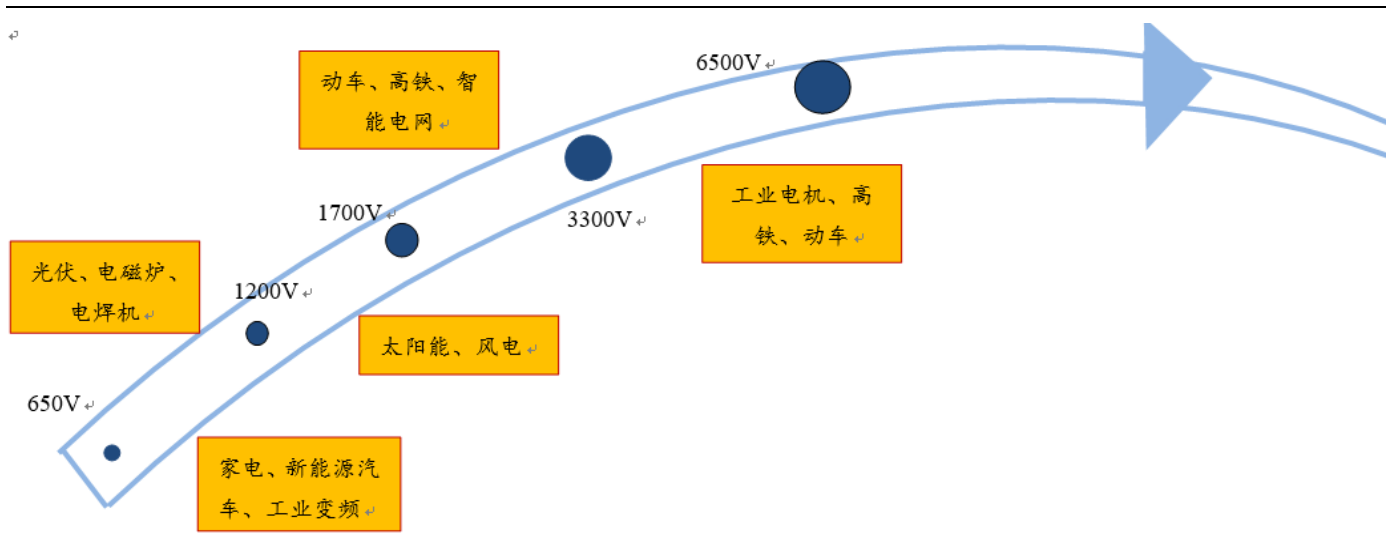 6500V
动车、高铁、智
能电网
工业电机、高
铁、动车
1700V
3300V
光伏、电磁炉、
电焊机
1200V
太阳能、风电
650V
家电、新能源汽
车、工业变频